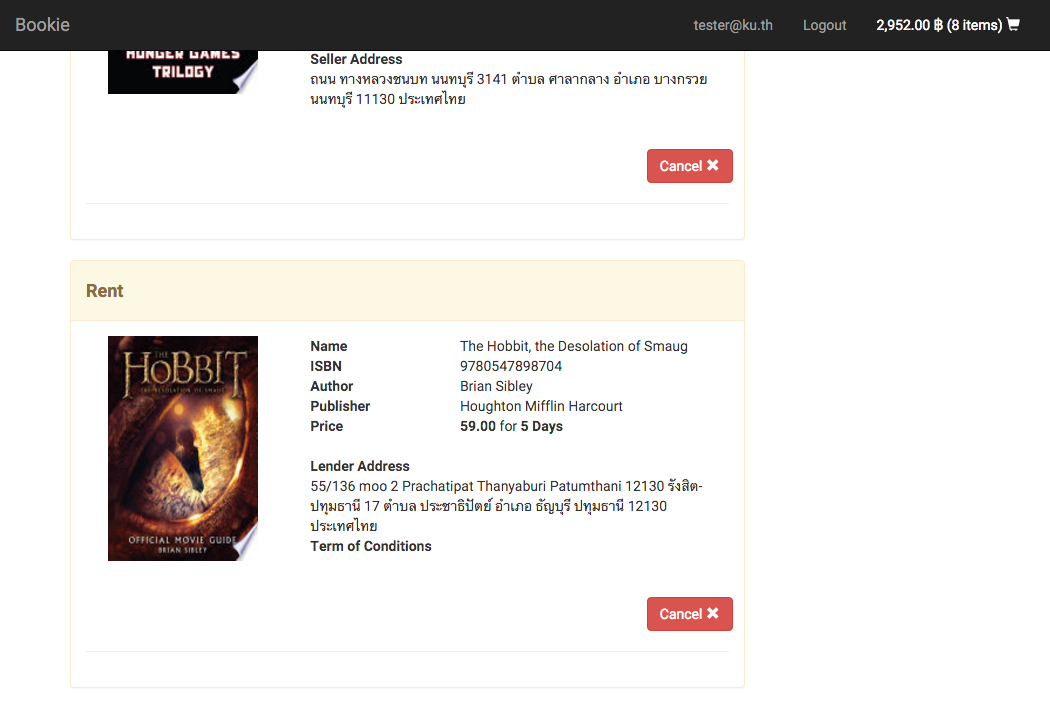 Bookie
tester@ku.th
Logout
2,952.00 ฿ (8 items)
HUNGER GAMES
TRILOGY
Seller Address
ถนน ทางหลวงชนบท นนทบุรี 3141 ตำบล ศาลากลาง อำเภอ บางกรวย
นนทบุรี 11130 ประเทศไทย
Cancel ✖
Rent
THE
HOBBIT
THE DESOLATION OF SMAUG
OFFICIAL MOVIE GUIDE
BRIAN SIBLEY
Name The Hobbit, the Desolation of Smaug
ISBN 9780547898704
Author Brian Sibley
Publisher Houghton Mifflin Harcourt
Price 59.00 for 5 Days
Lender Address
55/136 moo 2 Prachatipat Thanyaburi Patumthani 12130 รังสิต-
ปทุมธานี 17 ตำบล ประชาธิปัตย์ อำเภอ ธัญบุรี ปทุมธานี 12130
ประเทศไทย
Term of Conditions
Cancel ✖